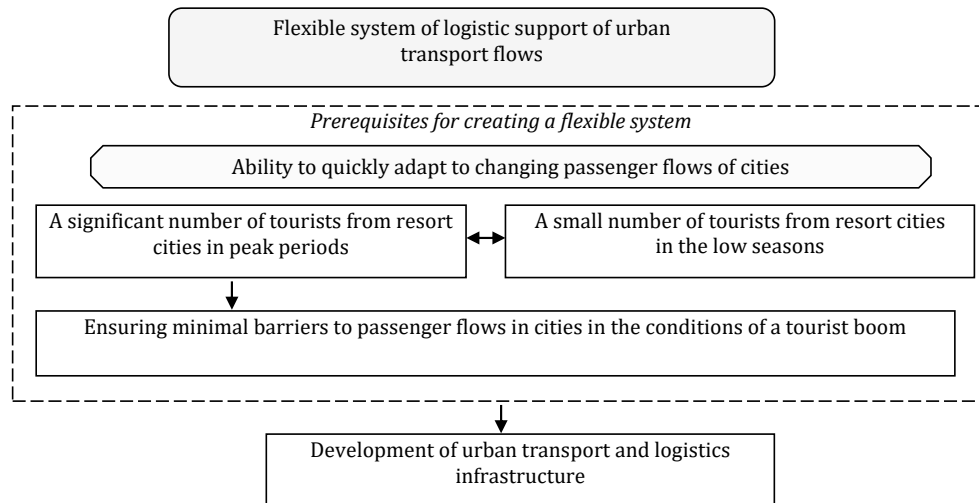 Flexible system of logistic support of urban
transport flows
Prerequisites for creating a flexible system
Ability to quickly adapt to changing passenger flows of cities
A significant number of tourists from resort
cities in peak periods
A small number of tourists from resort cities
in the low seasons
Ensuring minimal barriers to passenger flows in cities in the conditions of a tourist boom
Development of urban transport and logistics
infrastructure